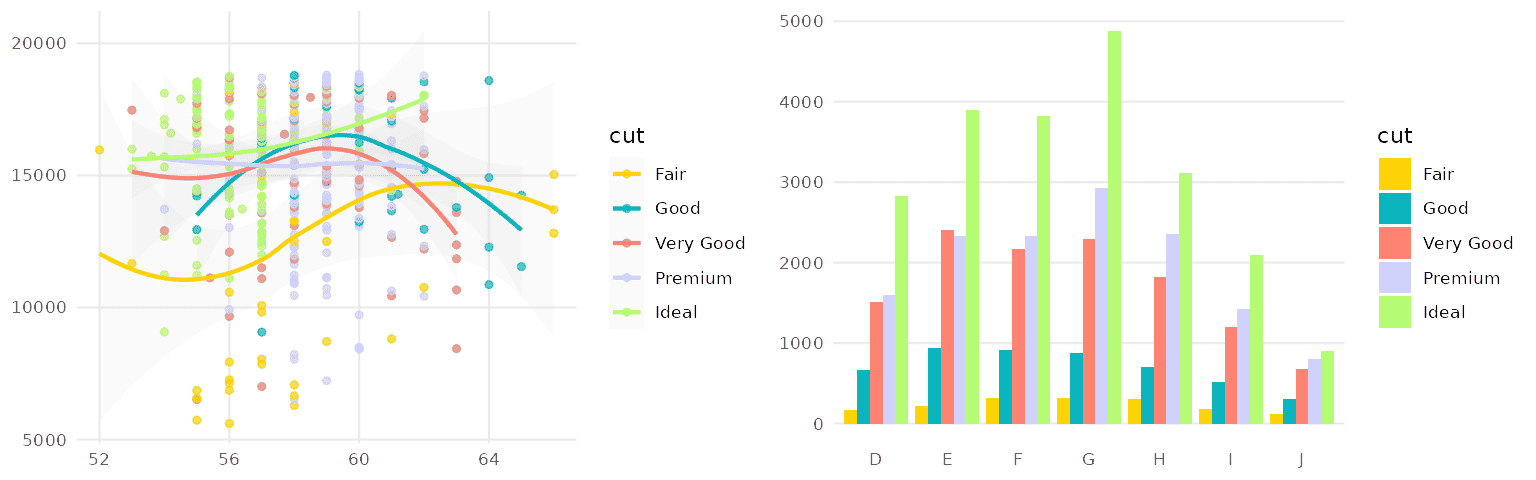 20000
15000
10000
5000
52 56 60 64
cut
Fair
Good
Very Good
Premium
Ideal
5000
4000
3000
2000
1000
0
D E F G H I J
cut
Fair
Good
Very Good
Premium
Ideal